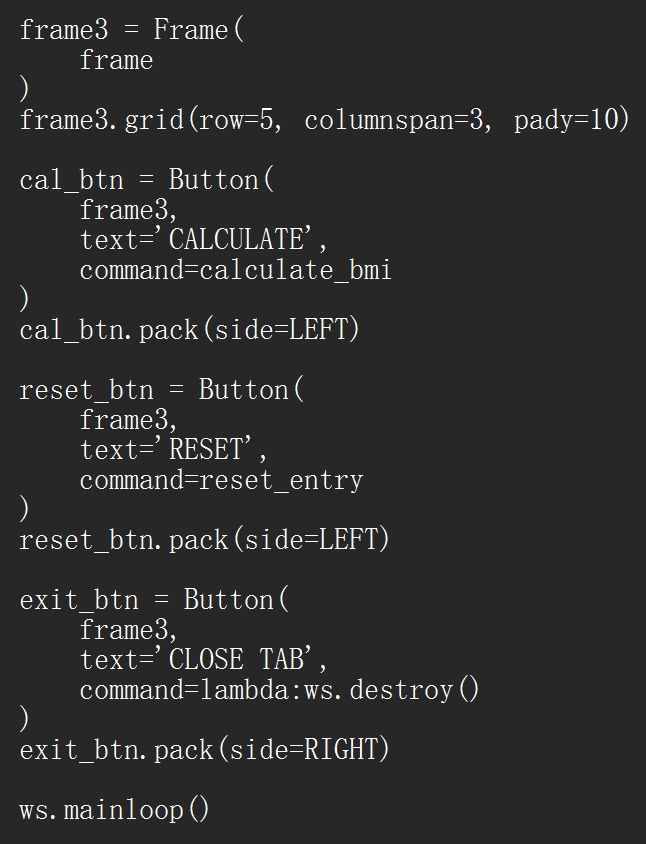 frame3 = Frame(
    frame
)
frame3.grid(row=5, columnspan=3, pady=10)

cal_btn = Button(
    frame3,
    text='CALCULATE',
    command=calculate_bmi
)
cal_btn.pack(side=LEFT)

reset_btn = Button(
    frame3,
    text='RESET',
    command=reset_entry
)
reset_btn.pack(side=LEFT)

exit_btn = Button(
    frame3,
    text='CLOSE TAB',
    command=lambda:ws.destroy()
)
exit_btn.pack(side=RIGHT)

ws.mainloop()